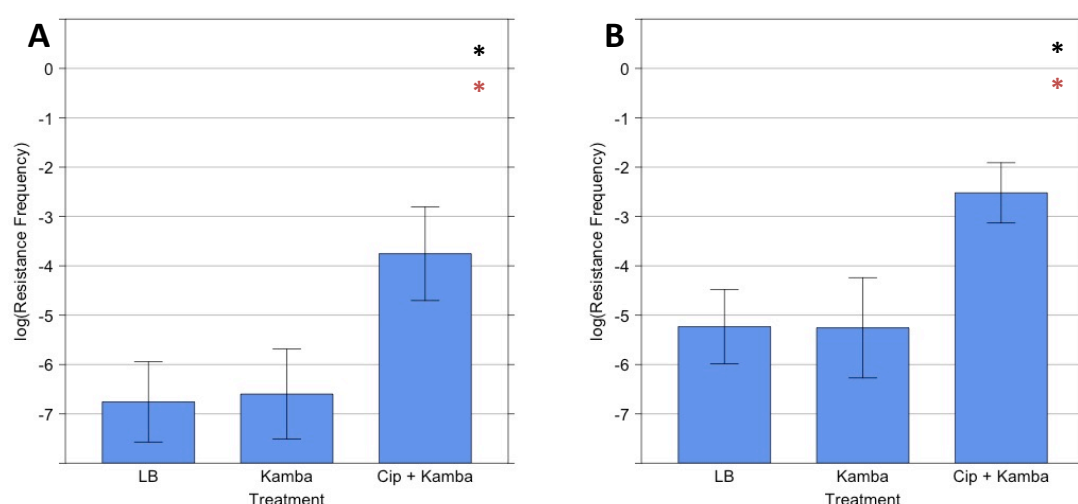 A
*
*
0
-1
-2
-3
-4
-5
-6
-7
log(Resistance Frequency)
LB Kamba Cip + Kamba
Treatment
B
*
*
0
-1
-2
-3
-4
-5
-6
-7
log(Resistance Frequency)
LB Kamba Cip + Kamba
Treatment